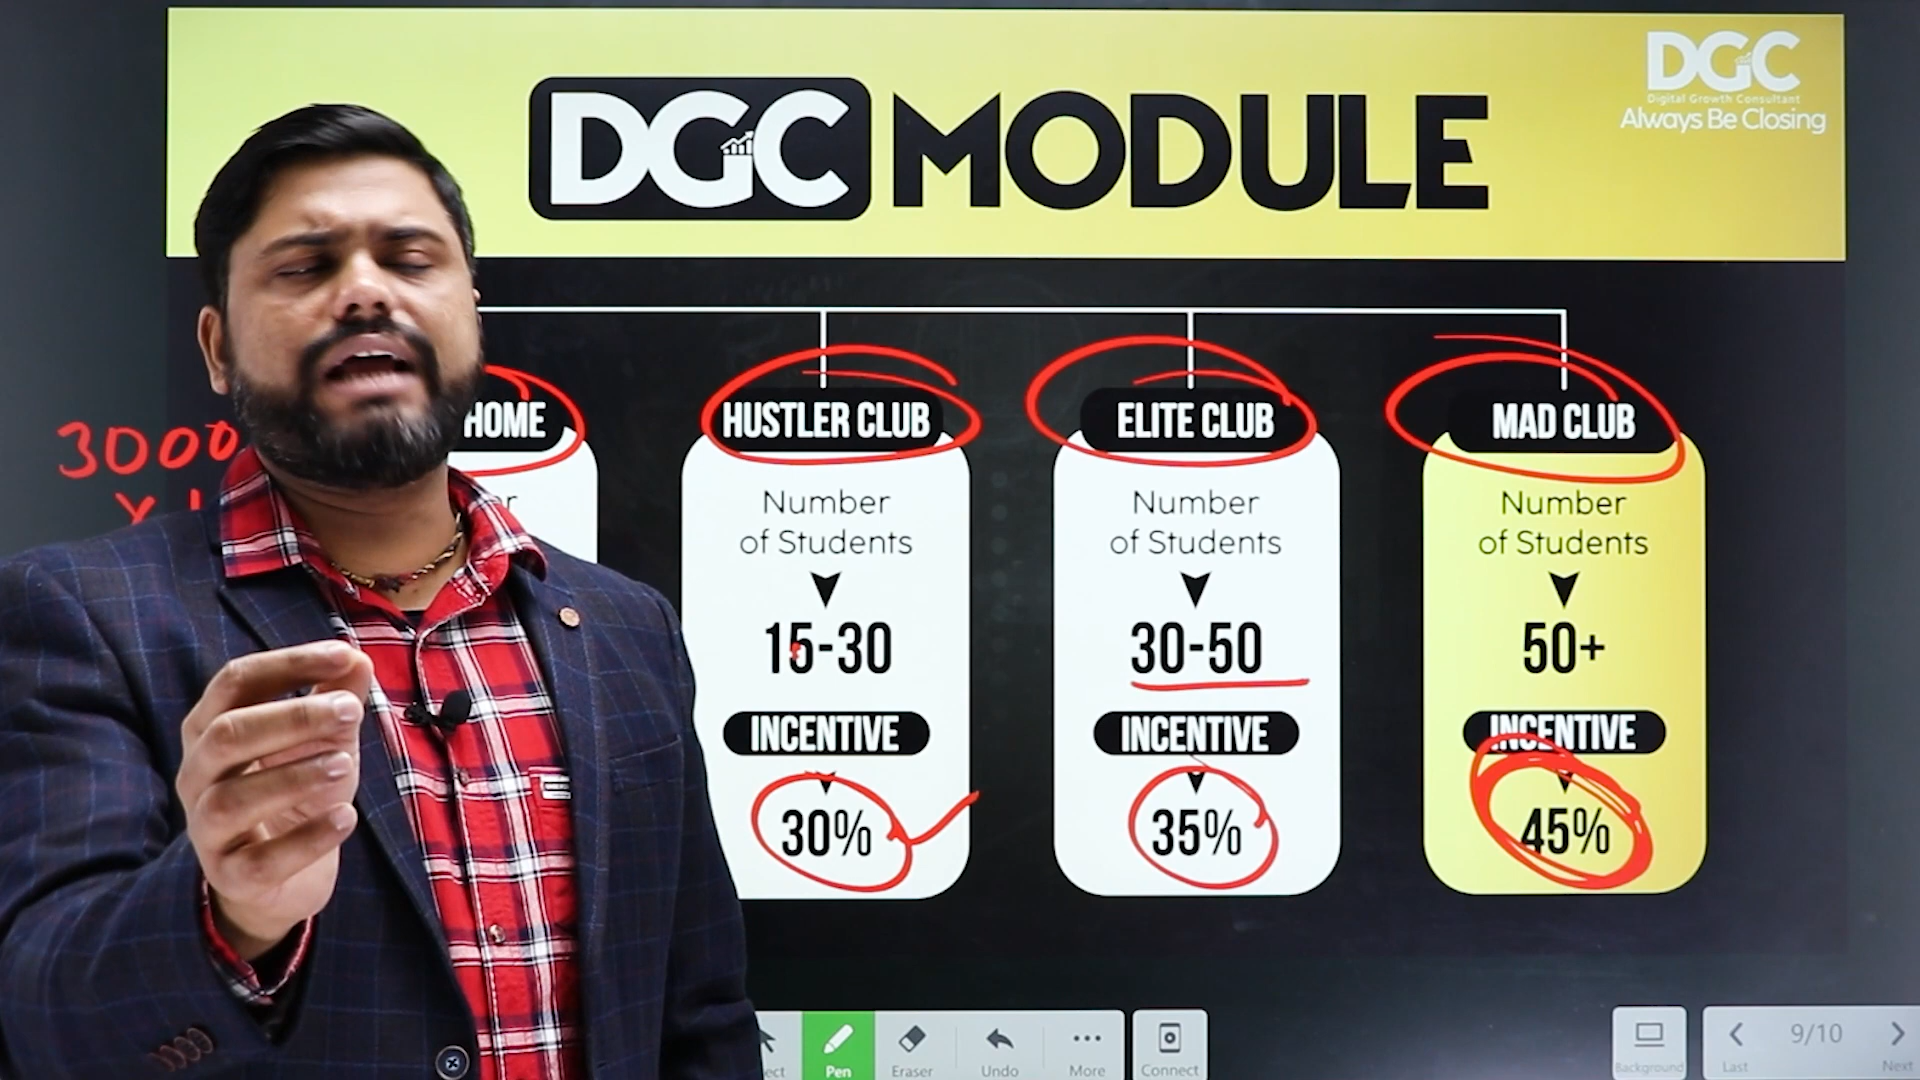 DGC
Digital Growth Consultant
Always Be Closing
DGC MODULE
HOME
HUSTLER CLUB
ELITE CLUB
MAD CLUB
3000
Number
of Students
15-30
INCENTIVE
30%
Number
of Students
30-50
INCENTIVE
35%
Number
of Students
50+
INCENTIVE
45%
Pen
Eraser
Undo
More
Connect
Background
Last
9/10
Next